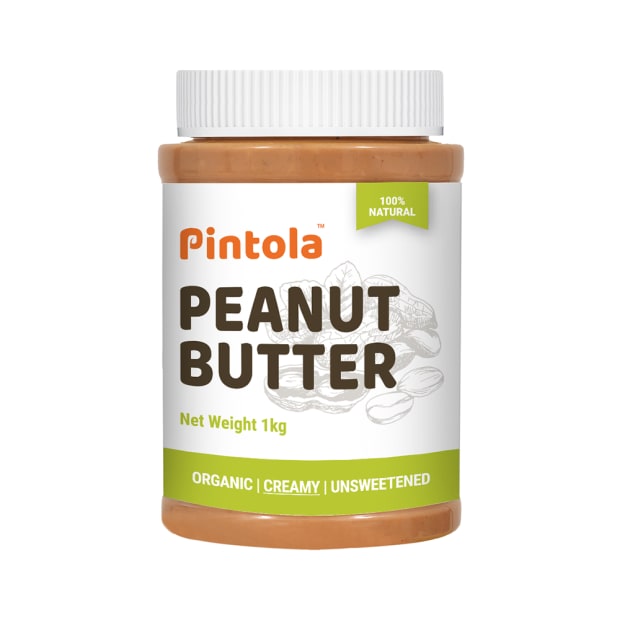 100%
NATURAL
Pintola™
PEANUT
BUTTER
Net Weight 1kg
ORGANIC | CREAMY | UNSWEETENED